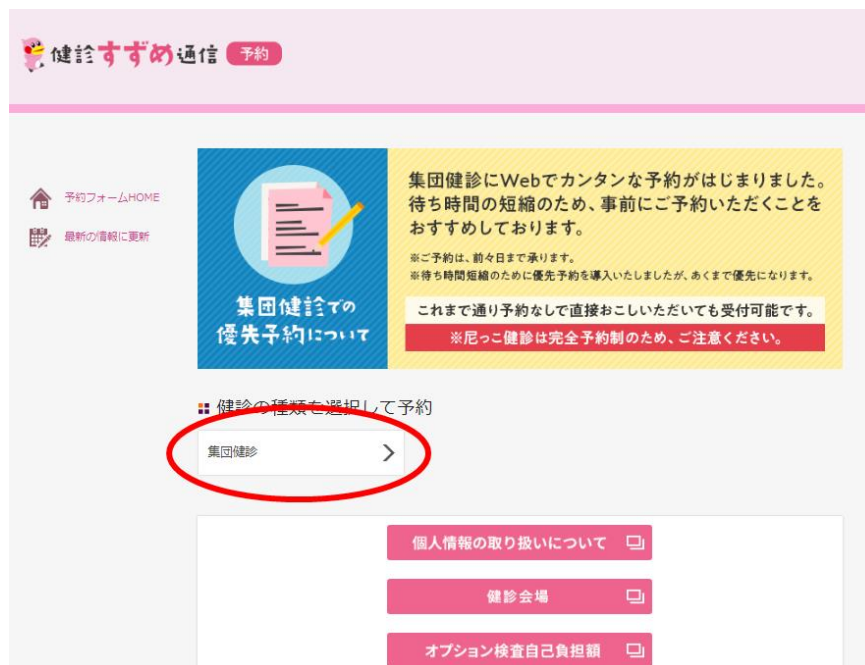 健診すずめ通信 予約
予約フォームHOME
最新の情報に更新
集団健診での
優先予約について
集団健診にWebでカンタンな予約がはじまりました。
待ち時間の短縮のため、事前にご予約いただくことを
おすすめしております。
※ご予約は、前々日まで承ります。
※待ち時間短縮のために優先予約を導入いたしましたが、あくまで優先になります。
これまで通り予約なしで直接おこしいただいても受付可能です。
※尼っこ健診は完全予約制のため、ご注意ください。
健診の種類を選択して予約
集団健診
個人情報の取り扱いについて
健診会場
オプション検査自己負担額